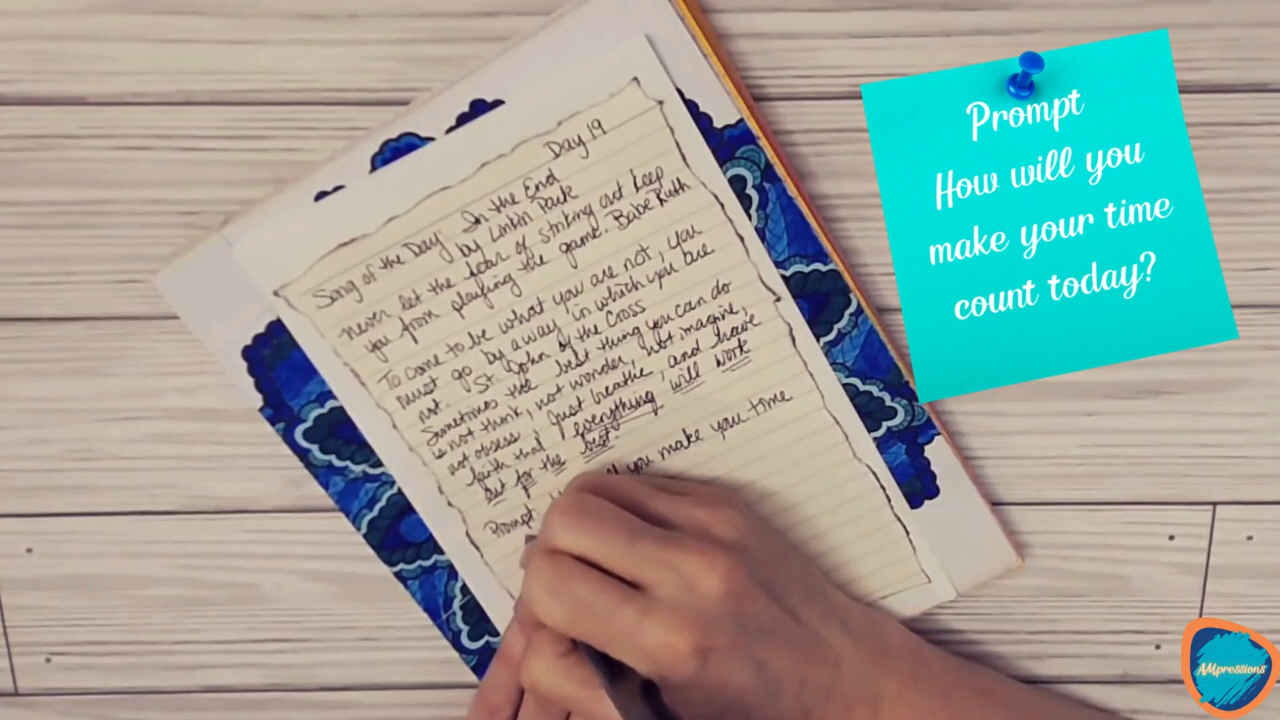 Day 19
Song of the Day: In the End
by Linkin Park
never let the fear of striking out keep
you from playing the game. Babe Ruth
To come to be what you are not, you
must go by a way in which you are
not. St. John of the Cross
Sometimes the best thing you can do
is not think, not wonder, not imagine,
not obsess, just breathe, and have
faith that everything will work
out for the best.
Prompt: you make you time
Prompt
How will you
make your time
count today?
AMpressions